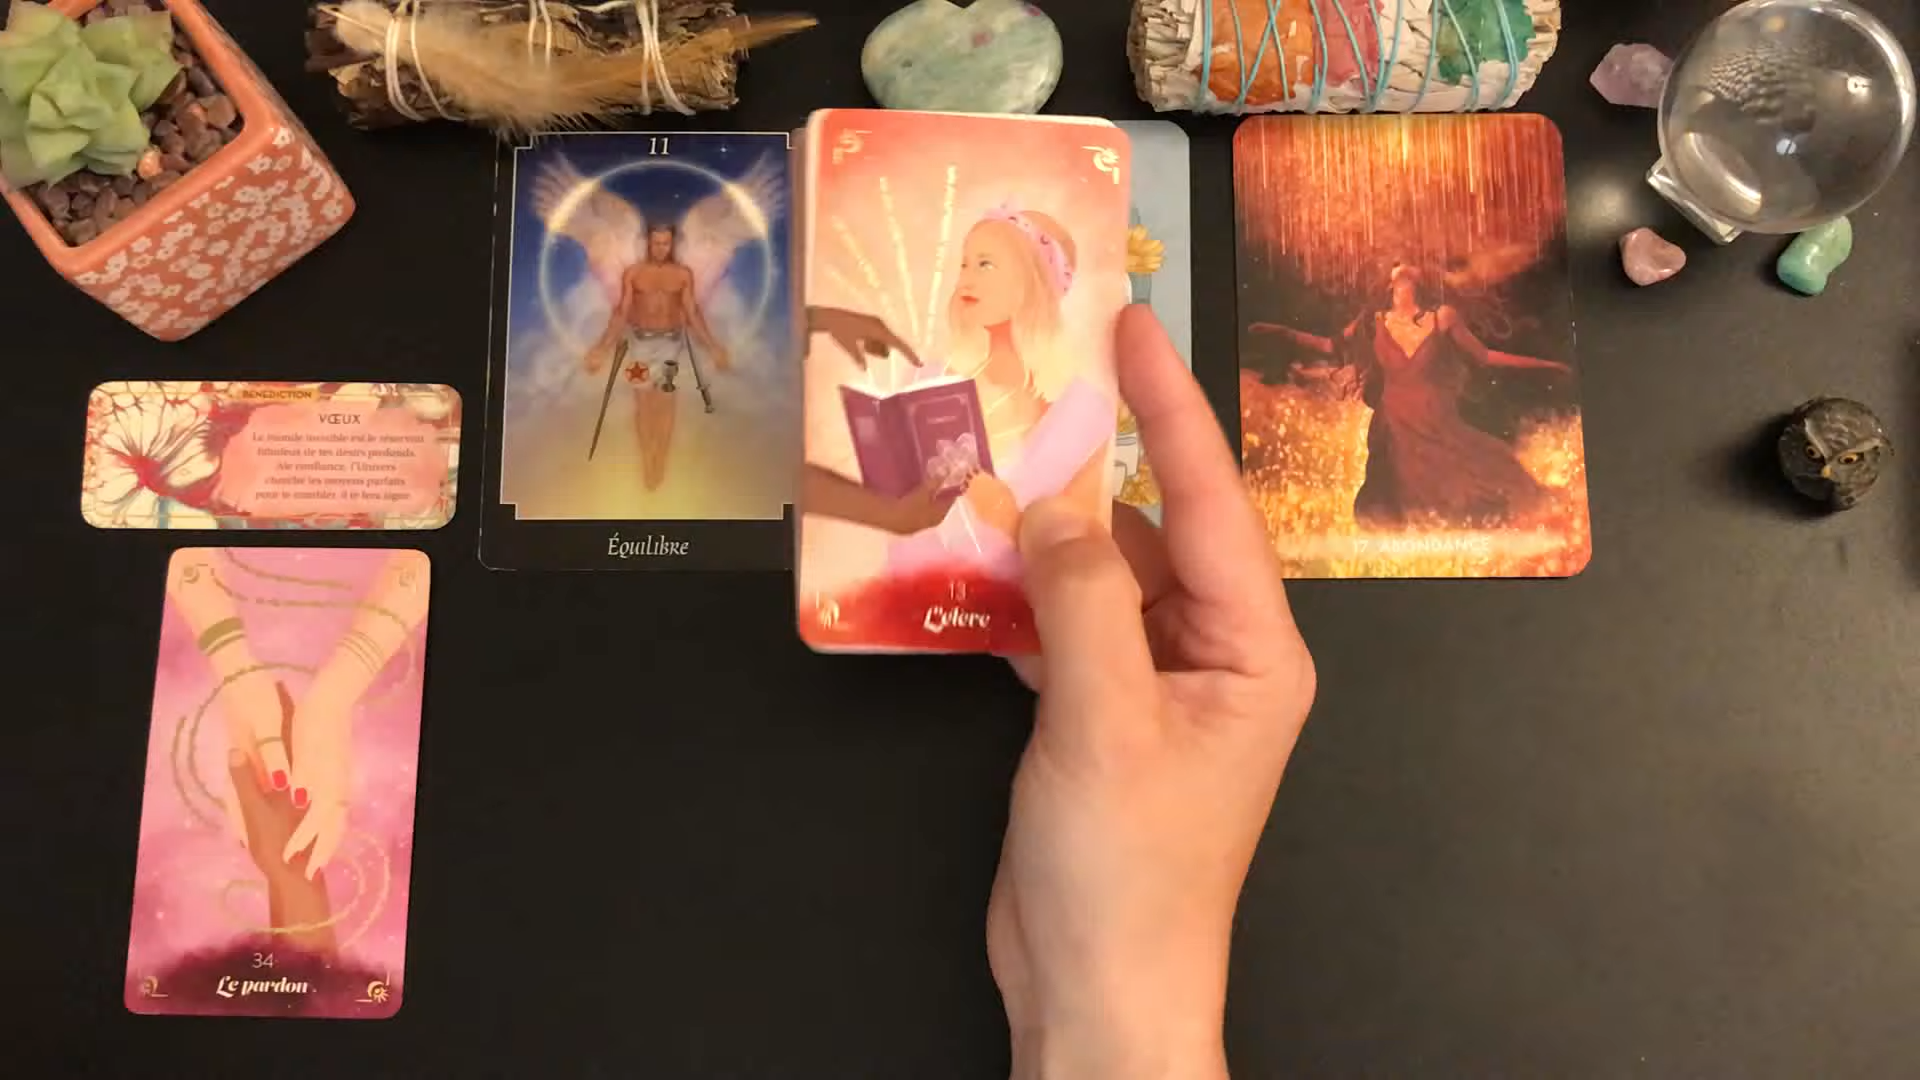 11
Équilibre
13
L'élève
17. ABONDANCE
BÉNÉDICTION
VŒUX
Le monde invisible est le réservoir
fabuleux de tes désirs profonds.
Aie confiance, l'Univers
cherche les moyens parfaits
pour te combler, il te fera signe
34
Le pardon